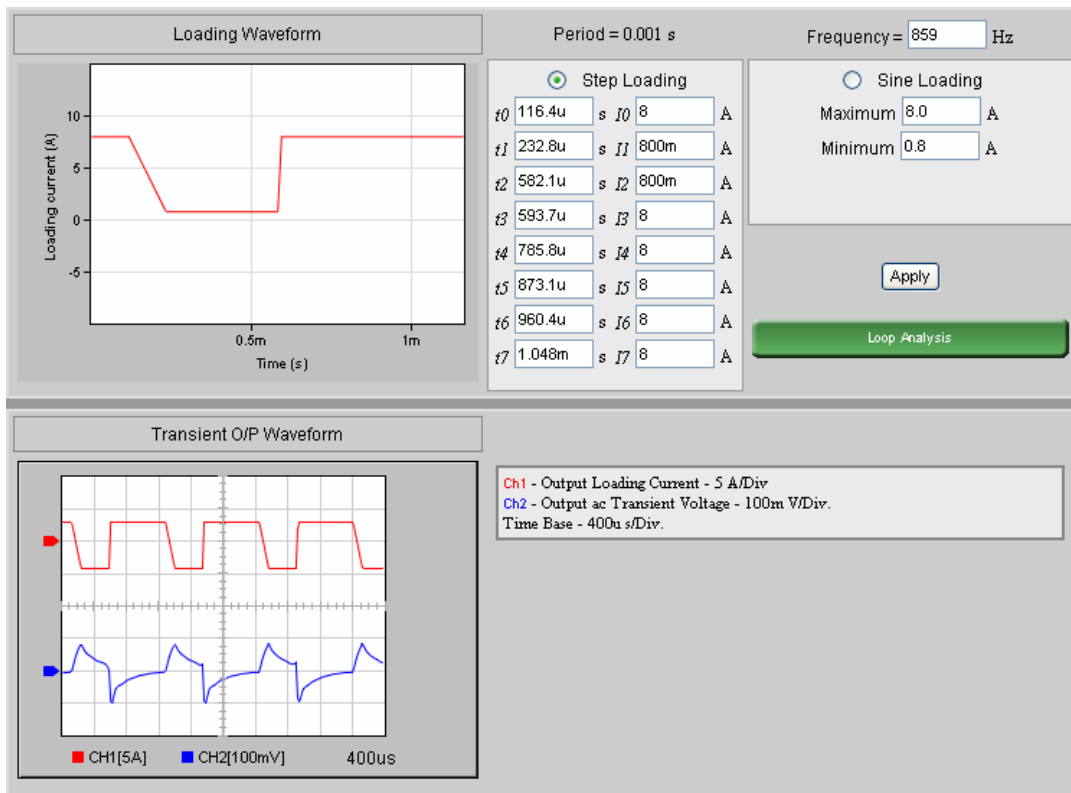 Loading Waveform
Loading current (A)
10
5
0
-5
0.5m 1m
Time (s)
Period = 0.001 s
Step Loading
t0 116.4u s I0 8 A
t1 232.8u s I1 800m A
t2 582.1u s I2 800m A
t3 593.7u s I3 8 A
t4 785.8u s I4 8 A
t5 873.1u s I5 8 A
t6 960.4u s I6 8 A
t7 1.048m s I7 8 A
Frequency = 859 Hz
Sine Loading
Maximum 8.0 A
Minimum 0.8 A
Apply
Loop Analysis
Transient O/P Waveform
CH1[5A] CH2[100mV] 400us
Ch1 - Output Loading Current - 5 A/Div
Ch2 - Output ac Transient Voltage - 100m V/Div.
Time Base - 400u s/Div.